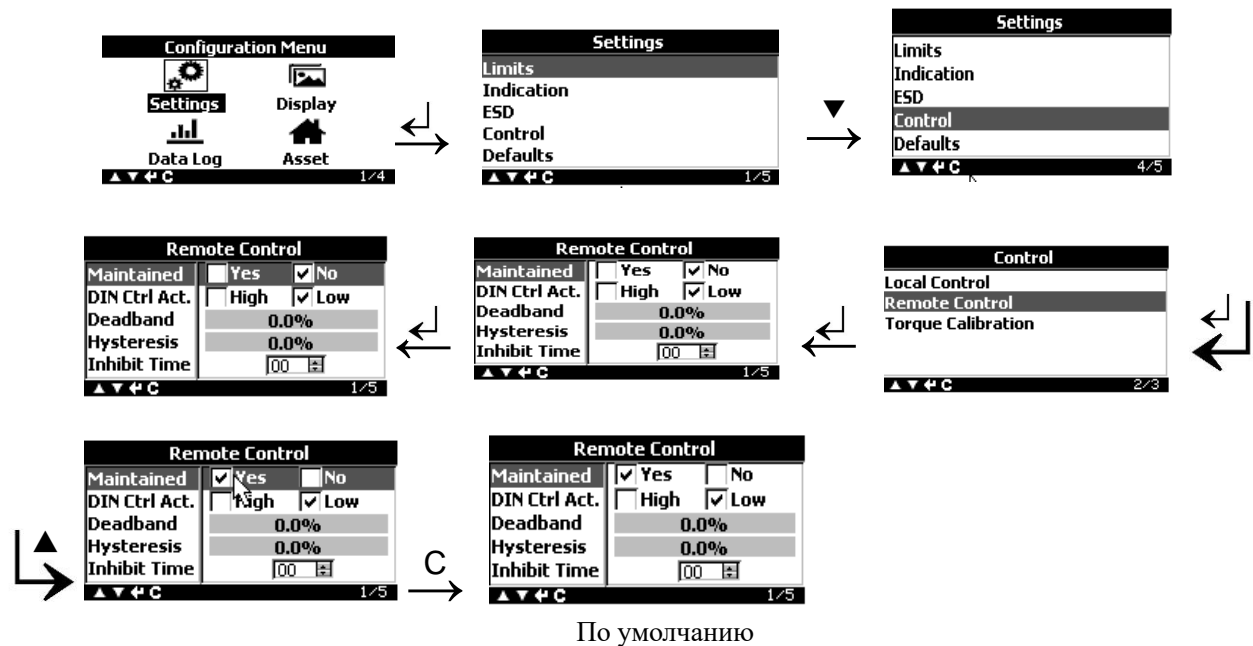 Configuration Menu
Settings Display
Data Log Asset
▲ ▼ ↵ C 1/4
↵
Settings
Limits
Indication
ESD
Control
Defaults
▲ ▼ ↵ C 1/5
▼
Settings
Limits
Indication
ESD
Control
Defaults
▲ ▼ ↵ C 4/5
Remote Control
Maintained Yes ✓ No
DIN Ctrl Act. High ✓ Low
Deadband 0.0%
Hysteresis 0.0%
Inhibit Time 00
▲ ▼ ↵ C 1/5
↵
Remote Control
Maintained Yes ✓ No
DIN Ctrl Act. High ✓ Low
Deadband 0.0%
Hysteresis 0.0%
Inhibit Time 00
▲ ▼ ↵ C 1/5
↵
Control
Local Control
Remote Control
Torque Calibration
▲ ▼ ↵ C 2/3
↵
▲
Remote Control
Maintained ✓ Yes No
DIN Ctrl Act. High ✓ Low
Deadband 0.0%
Hysteresis 0.0%
Inhibit Time 00
▲ ▼ ↵ C 1/5
C
Remote Control
Maintained ✓ Yes No
DIN Ctrl Act. High ✓ Low
Deadband 0.0%
Hysteresis 0.0%
Inhibit Time 00
▲ ▼ ↵ C 1/5
По умолчанию